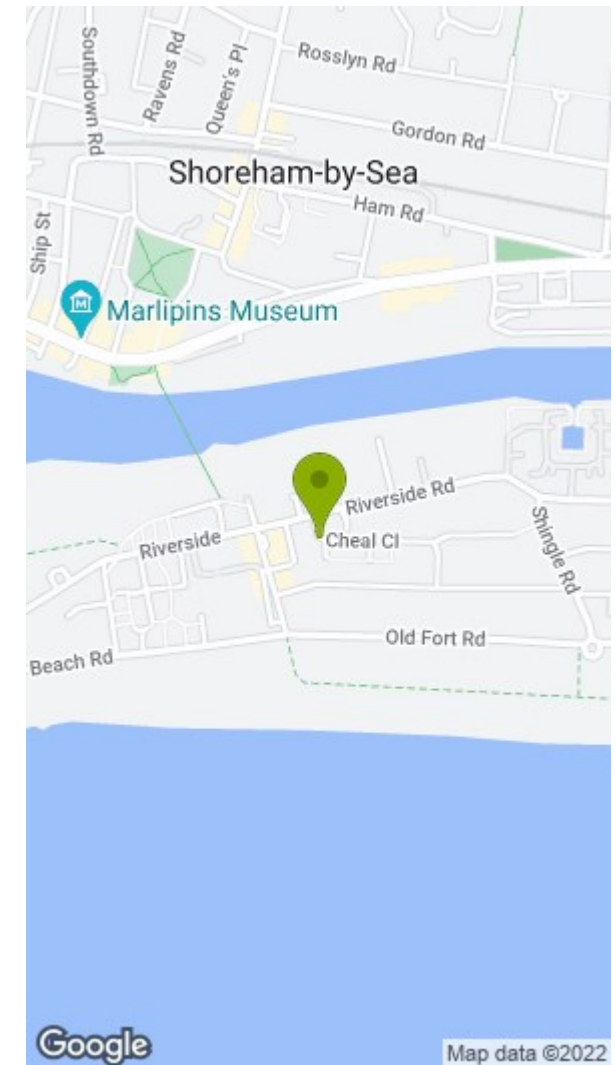 Southdown Rd
Ravens Rd
Queen's Pl
Rosslyn Rd
Gordon Rd
Shoreham-by-Sea
Ham Rd
Ship St
M
Marlipins Museum
Riverside Rd
Riverside
Cheal Cl
Shingle Rd
Old Fort Rd
Beach Rd
Google
Map data ©2022